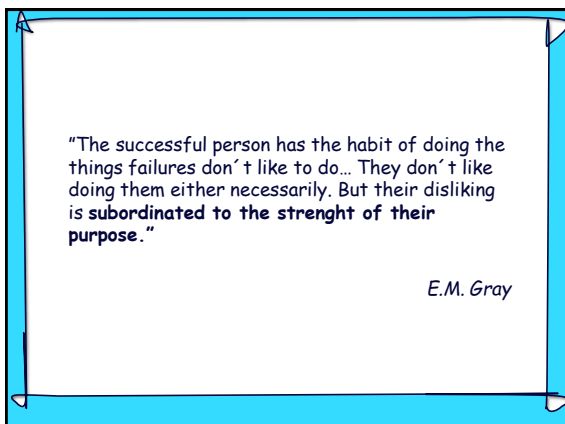 "The successful person has the habit of doing the
things failures don´t like to do… They don´t like
doing them either necessarily. But their disliking
is subordinated to the strenght of their
purpose.”
E.M. Gray